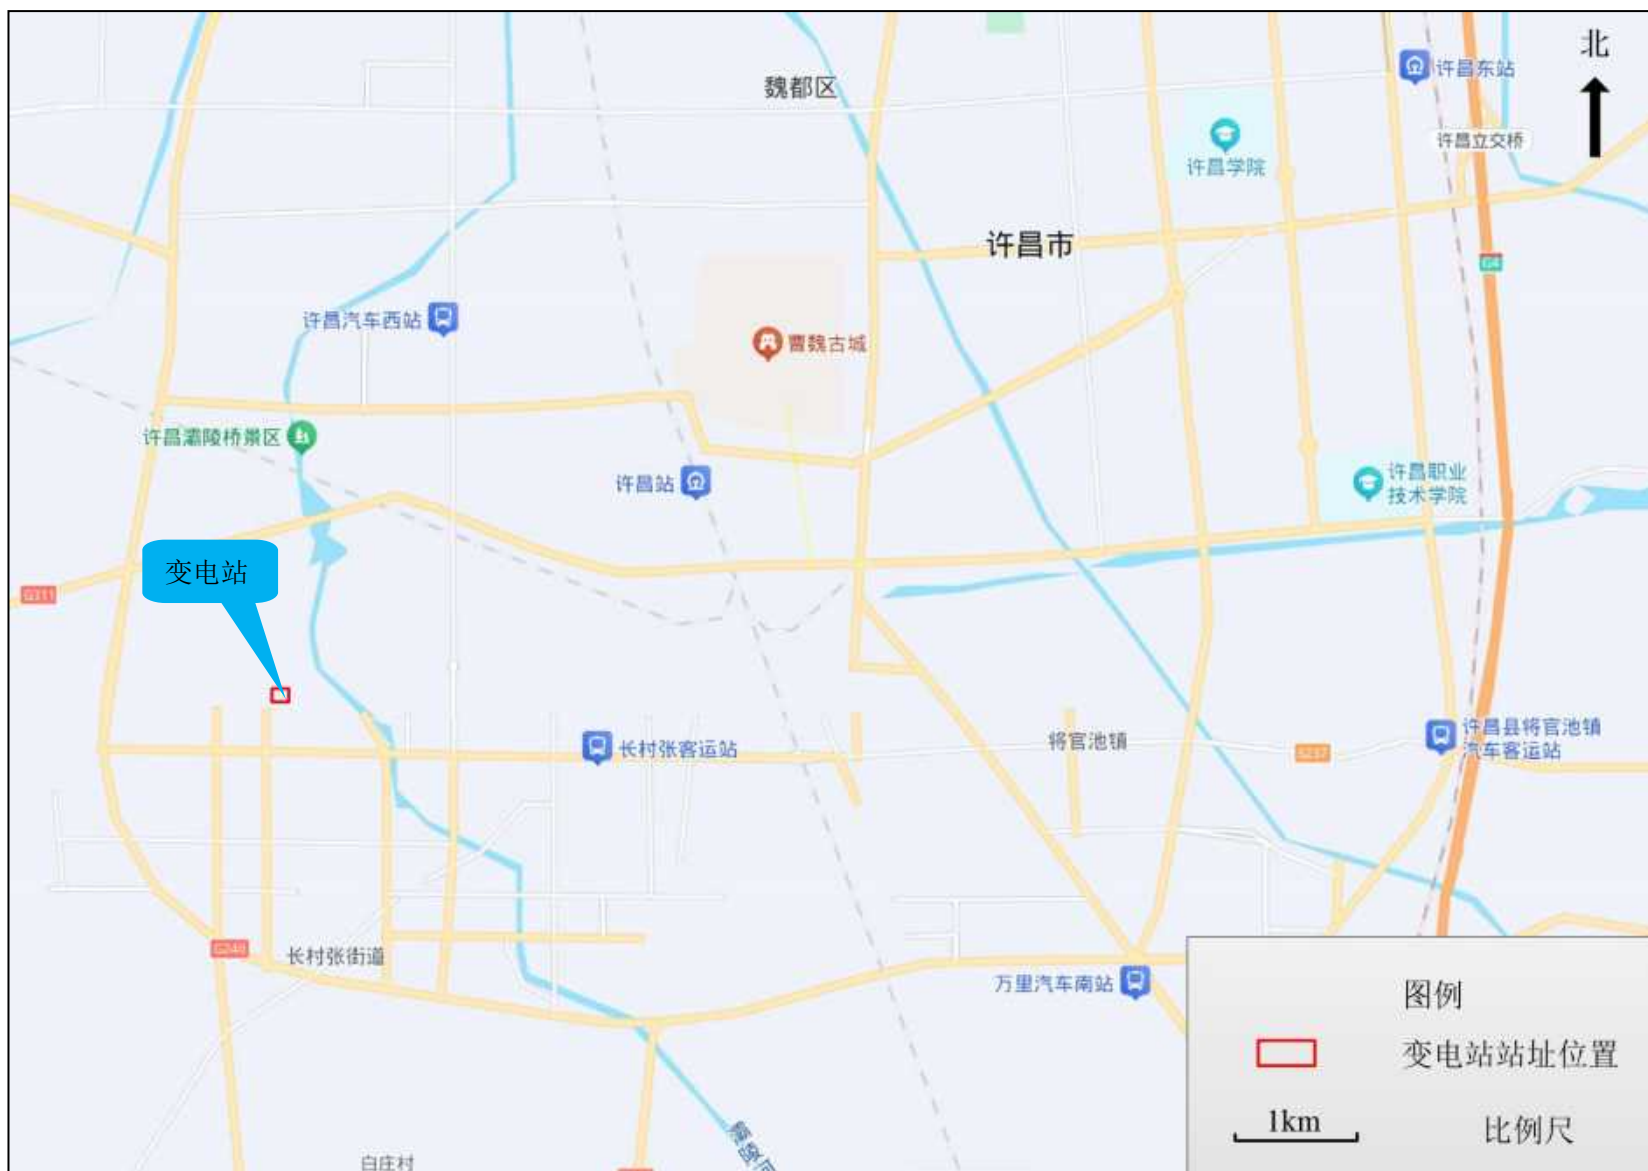 北
许昌东站
魏都区
许昌立交桥
许昌学院
许昌市
G4
许昌汽车西站
曹魏古城
许昌灞陵桥景区
许昌站
许昌职业
技术学院
变电站
G311
长村张客运站
将官池镇
许昌县将官池镇
汽车客运站
S237
长村张街道
万里汽车南站
图例
变电站站址位置
1km
比例尺
白庄村